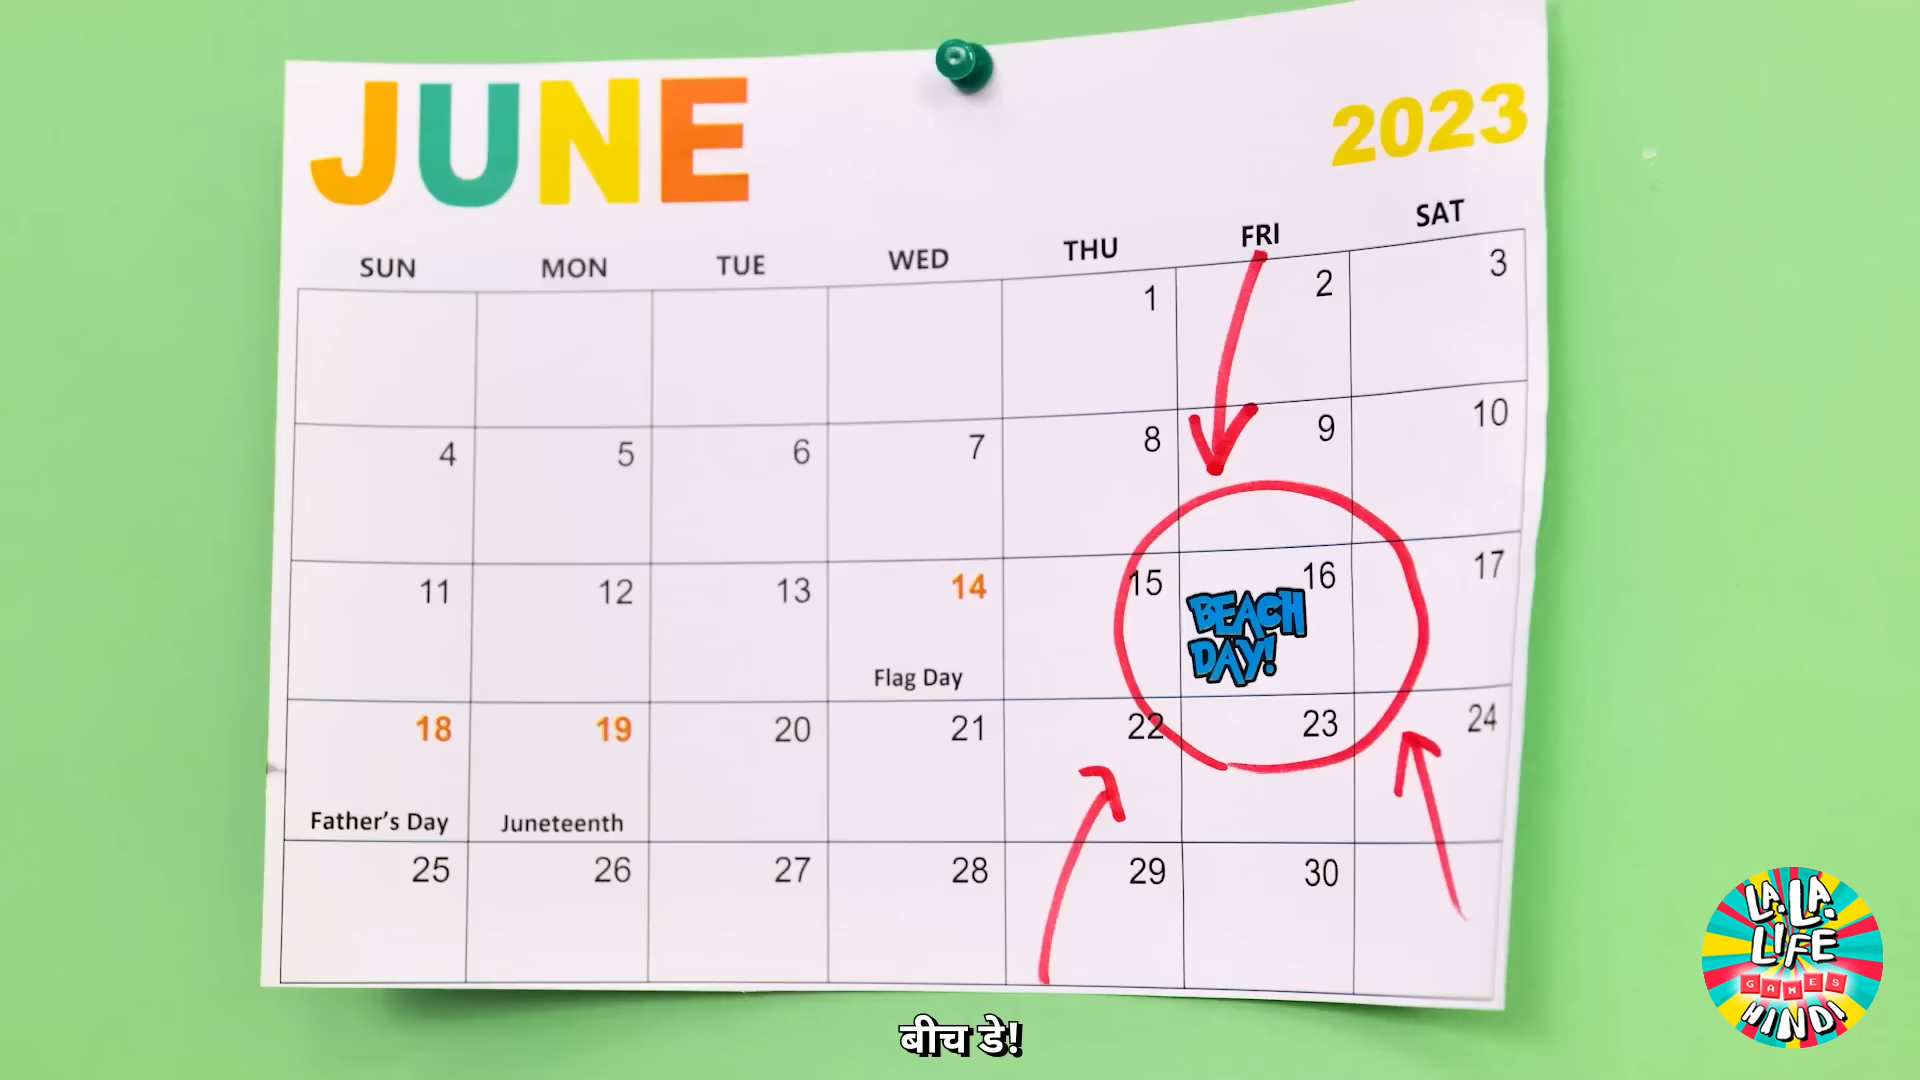 JUNE
2023
SUN MON TUE WED THU FRI SAT
1 2 3
4 5 6 7 8 9 10
11 12 13 14 15 16 17
Flag Day
BEACH
DAY!
18 19 20 21 22 23 24
Father's Day Juneteenth
25 26 27 28 29 30
LA LA
LIFE
GAMES
HINDI
बीच डे!